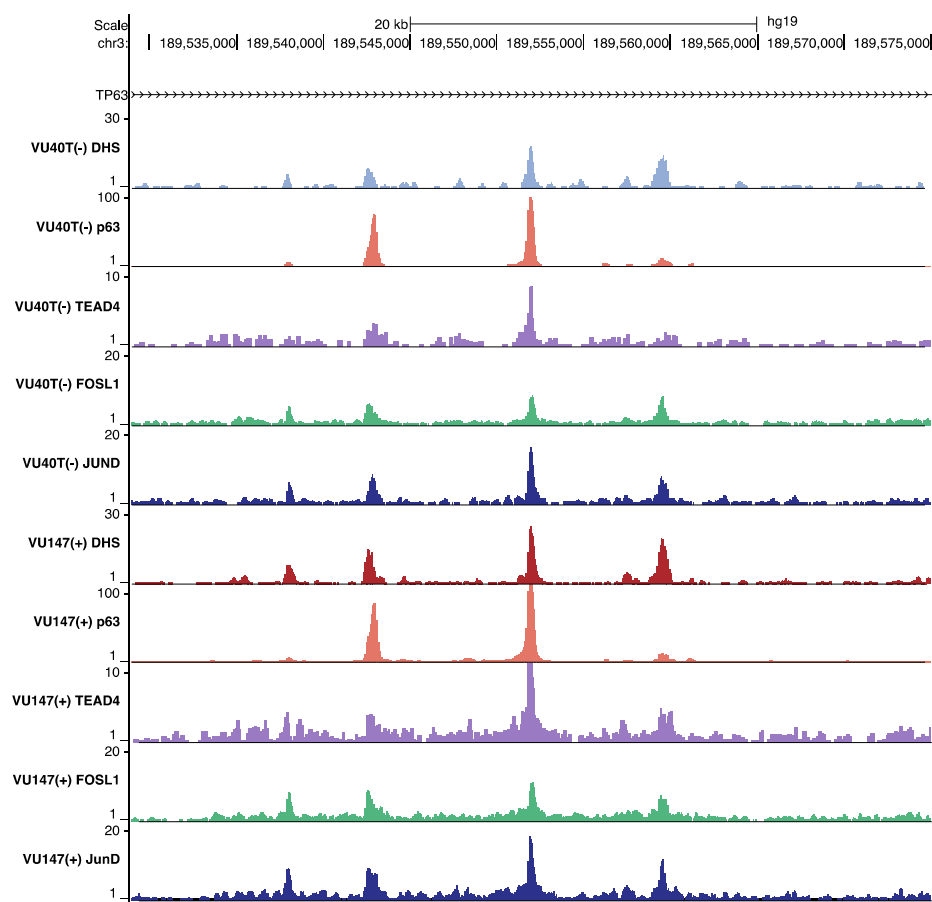 Scale 20 kb hg19
chr3: 189,535,000 189,540,000 189,545,000 189,550,000 189,555,000 189,560,000 189,565,000 189,570,000 189,575,000
TP63
30
VU40T(-) DHS
1
100
VU40T(-) p63
1
10
VU40T(-) TEAD4
1
20
VU40T(-) FOSL1
1
20
VU40T(-) JUND
1
30
VU147(+) DHS
1
100
VU147(+) p63
1
10
VU147(+) TEAD4
1
20
VU147(+) FOSL1
1
20
VU147(+) JunD
1